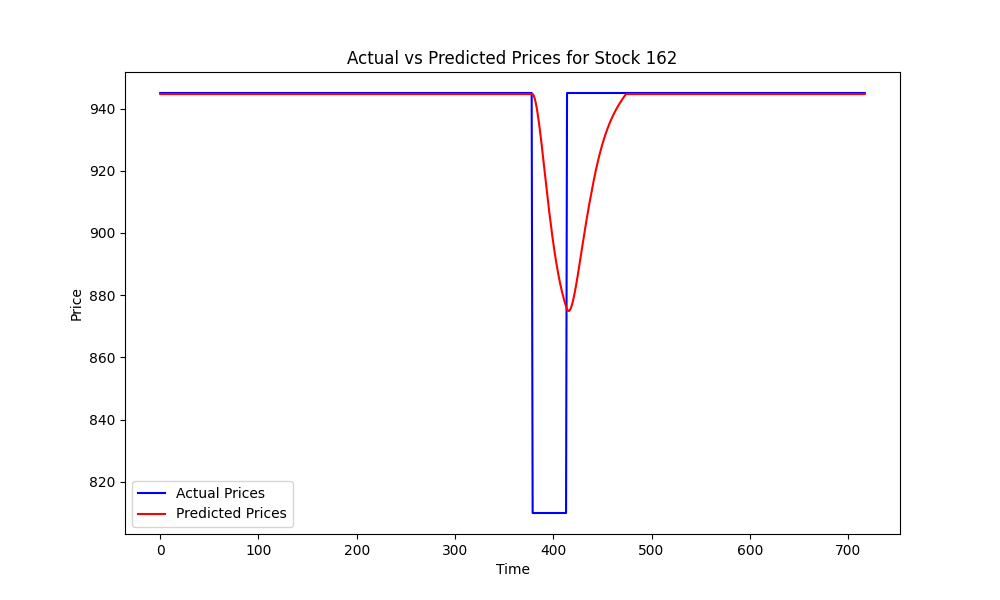 Actual vs Predicted Prices for Stock 162
Price
940
920
900
880
860
840
820
Actual Prices
Predicted Prices
0 100 200 300 400 500 600 700
Time